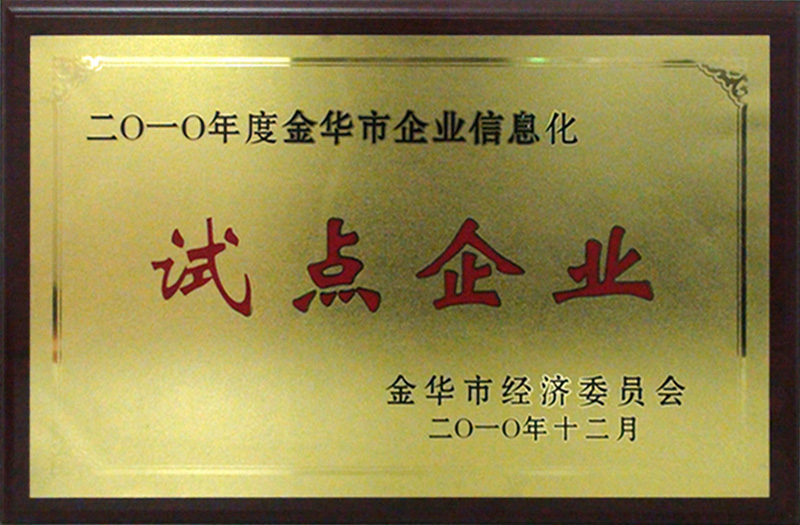 二〇一〇年度金华市企业信息化
试点企业
金华市经济委员会
二〇一〇年十二月